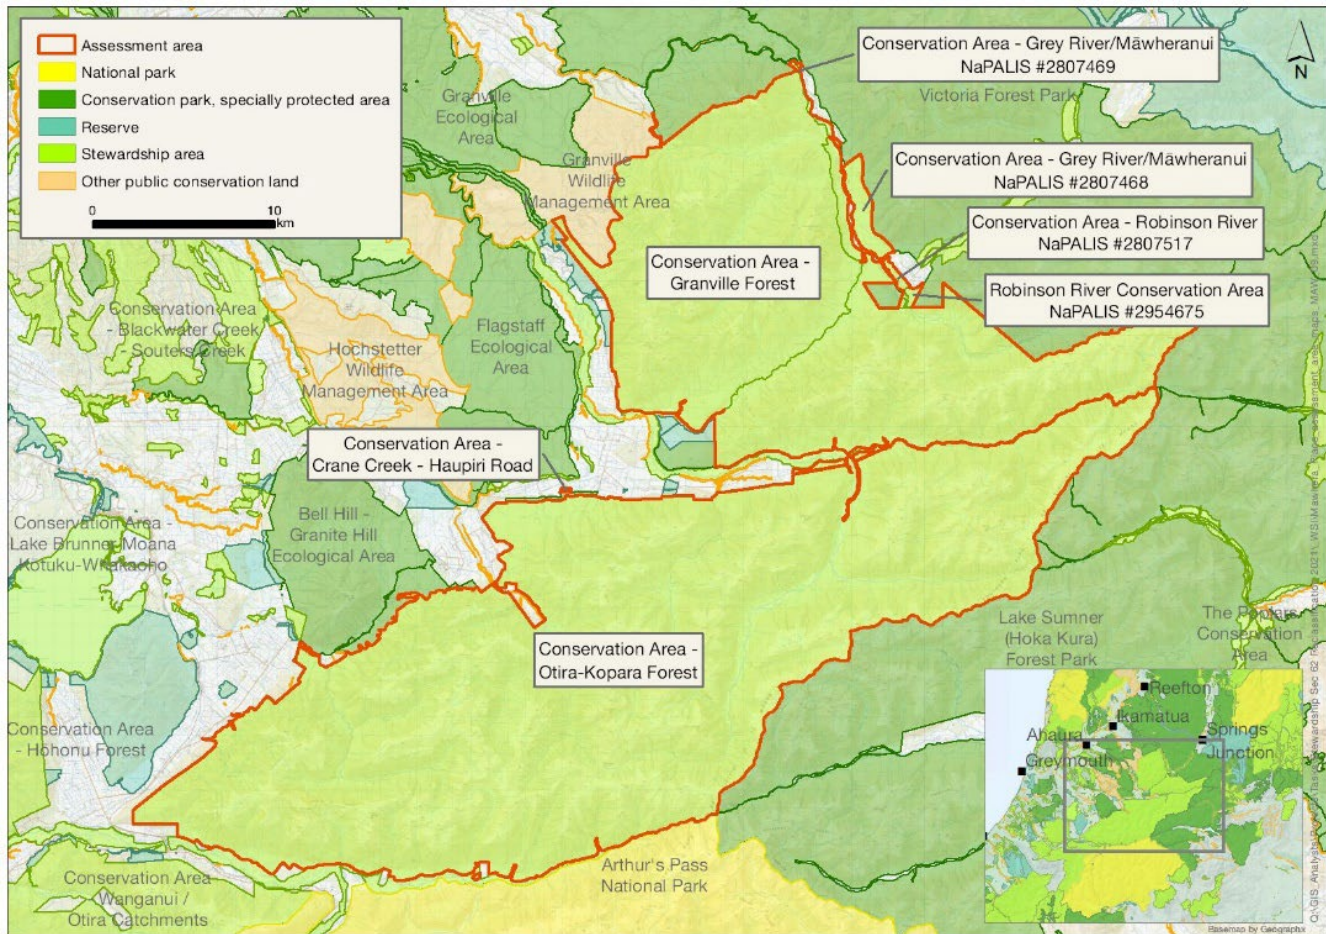 Assessment area
National park
Conservation park, specially protected area
Reserve
Stewardship area
Other public conservation land
0 10
km
Conservation Area - Grey River/Māwheranui
NaPALIS #2807469
N
Victoria Forest Park
Granville
Ecological
Area
Granville
Wildlife
Management Area
Conservation Area - Grey River/Māwheranui
NaPALIS #2807468
Conservation Area - Robinson River
NaPALIS #2807517
Robinson River Conservation Area
NaPALIS #2954675
Conservation Area -
Granville Forest
Conservation Area
- Blackwater Creek
- Souters Creek
Hochstetter
Wildlife
Management Area
Flagstaff
Ecological
Area
Conservation Area -
Crane Creek - Haupiri Road
Bell Hill -
Granite Hill
Ecological Area
Conservation Area -
Lake Brunner Moana
Conservation Area -
Otira-Kopara Forest
Lake Sumner
(Hoka Kura)
Forest Park
The Poplars
Conservation
Area
Conservation Area
- Hohonu Forest
Arthur's Pass
National Park
Conservation Area
Wanganui /
Otira Catchments
Reefton
Ikamatua
Ahaura
Springs
Junction
Greymouth
Basemap by Geographx